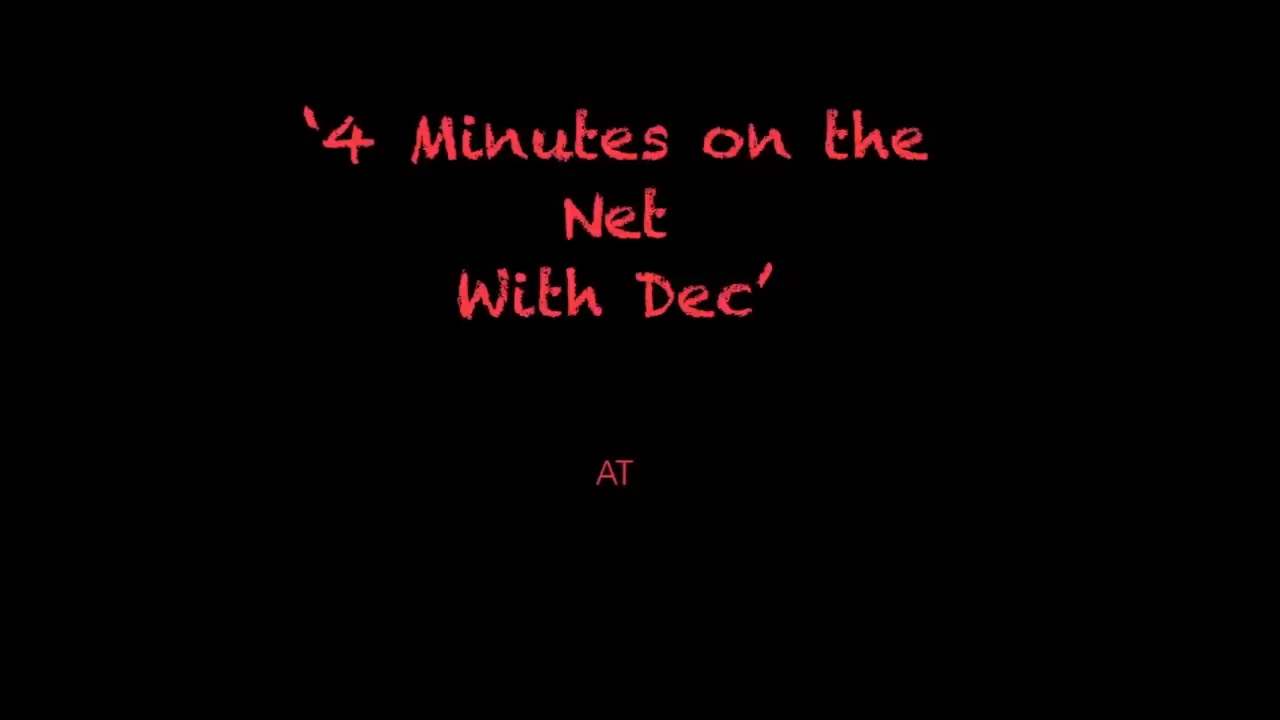 ‘4 Minutes on the
Net
With Dec’
AT